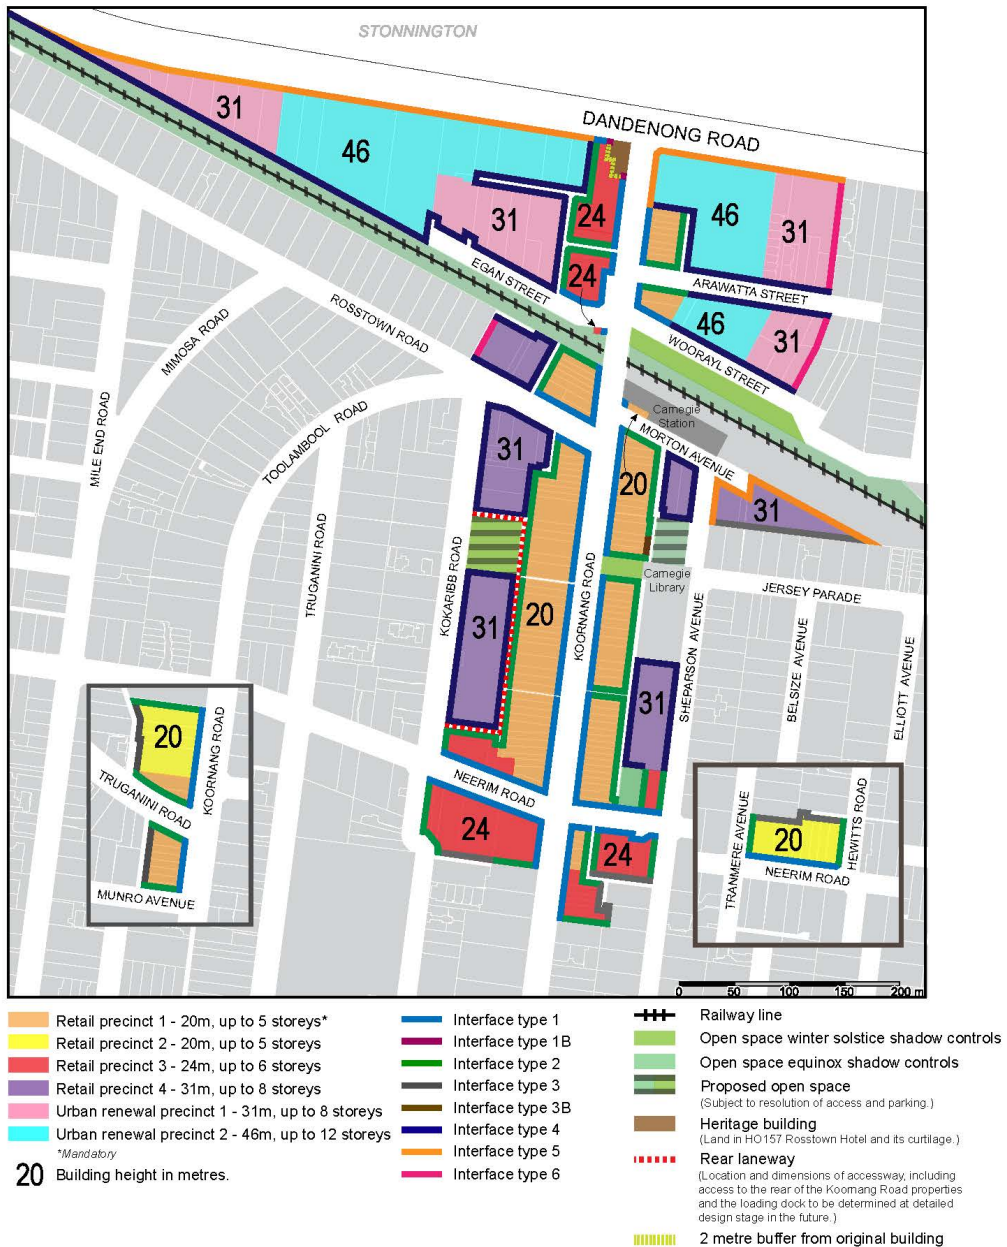 STONNINGTON
DANDENONG ROAD
31
46
31
24
24
46
31
ARAWATTA STREET
46
31
WOORAYL STREET
EGAN STREET
ROSSTOWN ROAD
MIMOSA ROAD
MILE END ROAD
TOOLAMBOOL ROAD
TRUGANINI ROAD
Carnegie
Station
MORTON AVENUE
31
20
31
KOKARIBB ROAD
31
20
KOORNANG ROAD
Carnegie
Library
JERSEY PARADE
SHEPARSON AVENUE
BELSIZE AVENUE
ELLIOTT AVENUE
31
NEERIM ROAD
24
24
20
KOORNANG ROAD
TRUGANINI ROAD
MUNRO AVENUE
TRANMERE AVENUE
20
HEWITTS ROAD
NEERIM ROAD
0 50 100 150 200 m
Retail precinct 1 - 20m, up to 5 storeys*
Retail precinct 2 - 20m, up to 5 storeys
Retail precinct 3 - 24m, up to 6 storeys
Retail precinct 4 - 31m, up to 8 storeys
Urban renewal precinct 1 - 31m, up to 8 storeys
Urban renewal precinct 2 - 46m, up to 12 storeys
*Mandatory
20 Building height in metres.
Interface type 1
Interface type 1B
Interface type 2
Interface type 3
Interface type 3B
Interface type 4
Interface type 5
Interface type 6
Railway line
Open space winter solstice shadow controls
Open space equinox shadow controls
Proposed open space
(Subject to resolution of access and parking.)
Heritage building
(Land in HO157 Rosstown Hotel and its curtilage.)
Rear laneway
(Location and dimensions of accessway, including
access to the rear of the Koornang Road properties
and the loading dock to be determined at detailed
design stage in the future.)
2 metre buffer from original building